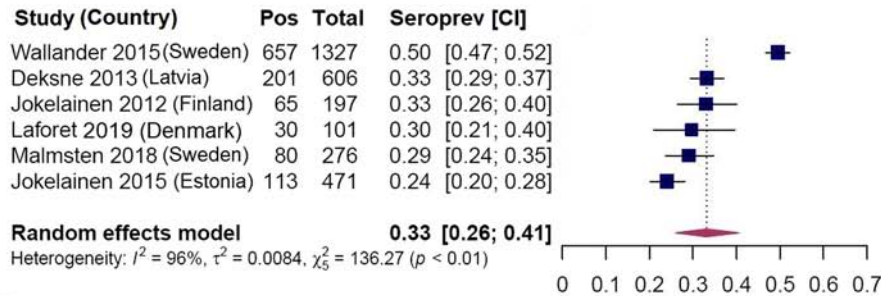 Study (Country) Pos Total Seroprev [CI]
Wallander 2015 (Sweden) 657 1327 0.50 [0.47; 0.52]
Deksne 2013 (Latvia) 201 606 0.33 [0.29; 0.37]
Jokelainen 2012 (Finland) 65 197 0.33 [0.26; 0.40]
Laforet 2019 (Denmark) 30 101 0.30 [0.21; 0.40]
Malmsten 2018 (Sweden) 80 276 0.29 [0.24; 0.35]
Jokelainen 2015 (Estonia) 113 471 0.24 [0.20; 0.28]
Random effects model 0.33 [0.26; 0.41]
Heterogeneity: I² = 96%, τ² = 0.0084, χ²₅ = 136.27 (p < 0.01)
0 0.1 0.2 0.3 0.4 0.5 0.6 0.7